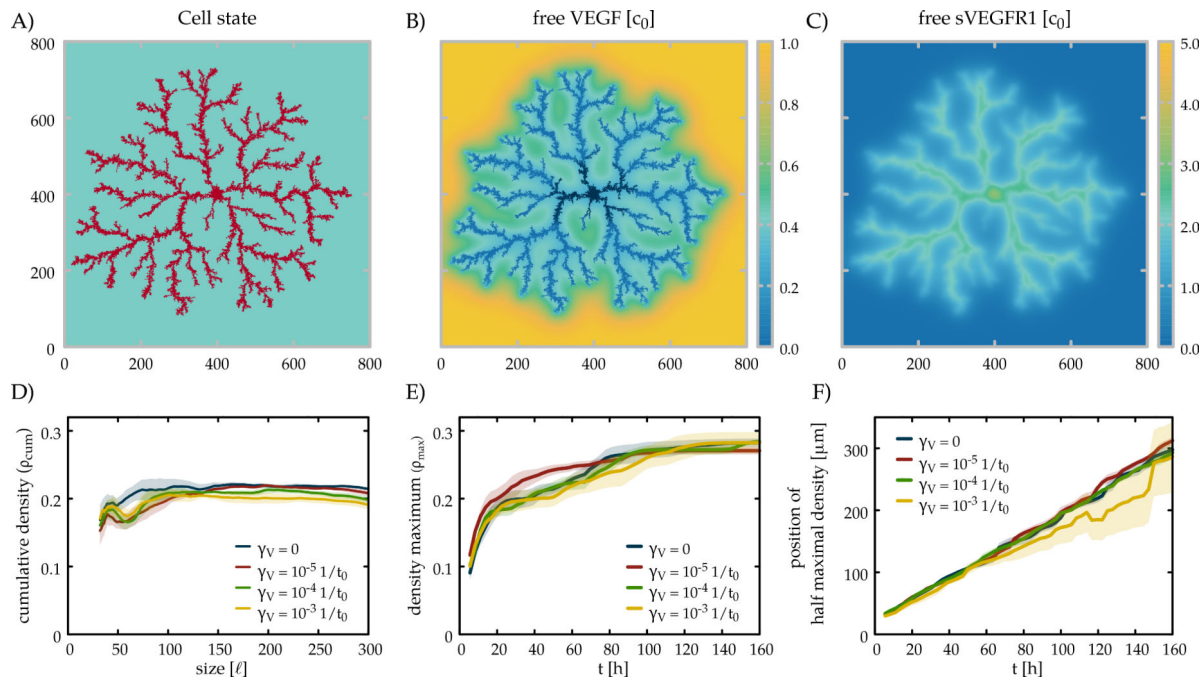 A) Cell state
B) free VEGF [c0]
C) free sVEGFR1 [c0]
800
600
400
200
0
0 200 400 600 800
0 200 400 600 800
1.0
0.8
0.6
0.4
0.2
0.0
0 200 400 600 800
5.0
4.0
3.0
2.0
1.0
0.0
D)
cumulative density (ρcum)
0.3
0.2
0.1
0
γV = 0
γV = 10-5 1/t0
γV = 10-4 1/t0
γV = 10-3 1/t0
0 50 100 150 200 250 300
size [ℓ]
E)
density maximum (ρmax)
0.3
0.2
0.1
0
γV = 0
γV = 10-5 1/t0
γV = 10-4 1/t0
γV = 10-3 1/t0
0 20 40 60 80 100 120 140 160
t [h]
F)
position of
half maximal density [μm]
300
200
100
0
γV = 0
γV = 10-5 1/t0
γV = 10-4 1/t0
γV = 10-3 1/t0
0 20 40 60 80 100 120 140 160
t [h]